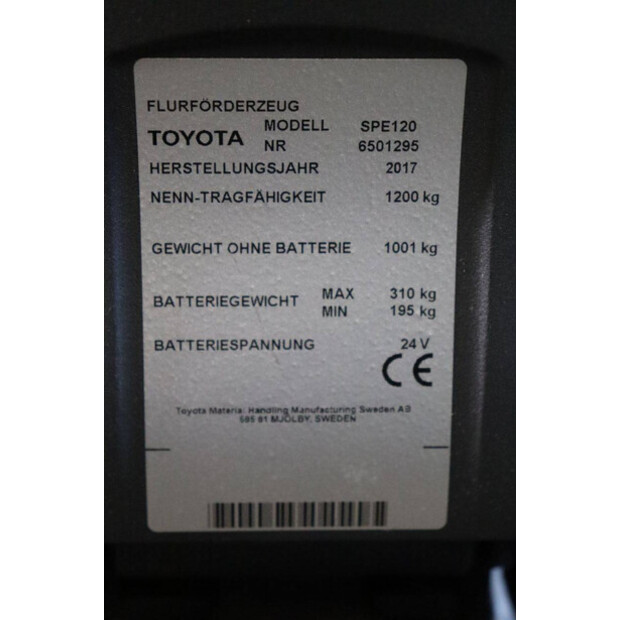 FLURFÖRDERZEUG
TOYOTA MODELL SPE120
NR 6501295
HERSTELLUNGSJAHR 2017
NENN-TRAGFÄHIGKEIT 1200 kg
GEWICHT OHNE BATTERIE 1001 kg
BATTERIEGEWICHT MAX 310 kg
MIN 195 kg
BATTERIESPANNUNG 24 V
CE
Toyota Material Handling Manufacturing Sweden AB
595 81 MJÖLBY, SWEDEN